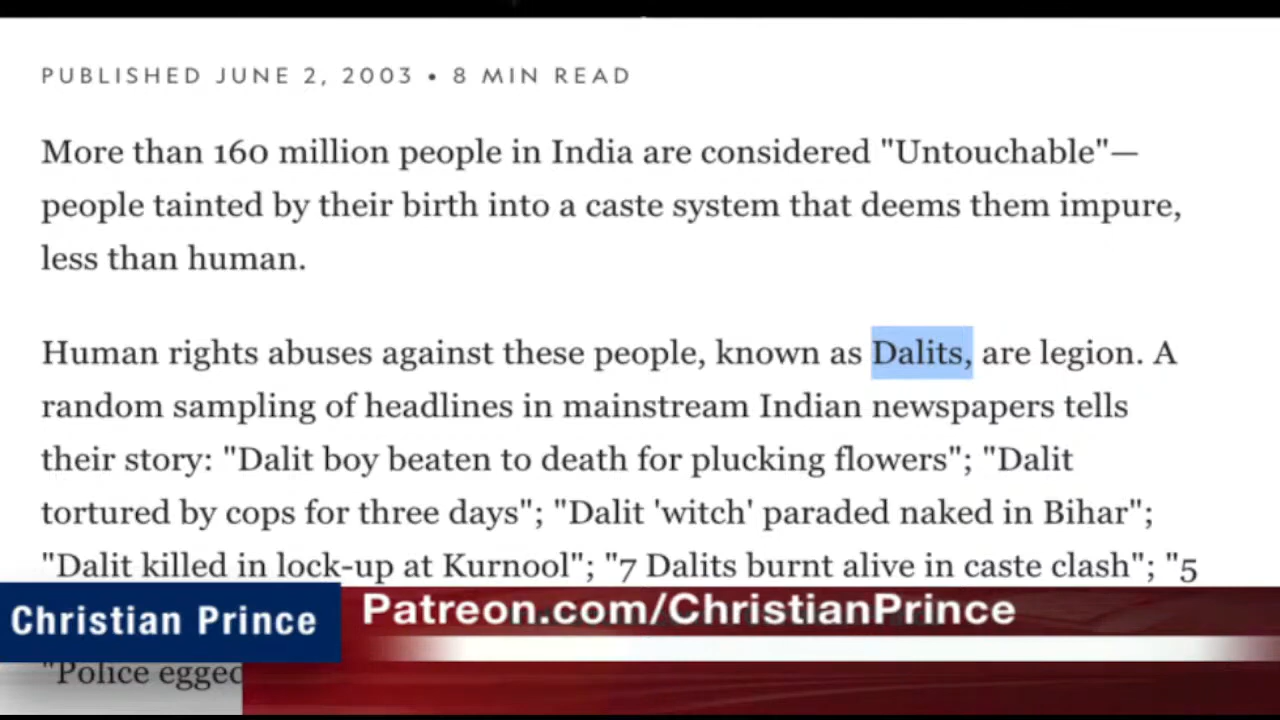 PUBLISHED JUNE 2, 2003 • 8 MIN READ
More than 160 million people in India are considered "Untouchable"—
people tainted by their birth into a caste system that deems them impure,
less than human.
Human rights abuses against these people, known as Dalits, are legion. A
random sampling of headlines in mainstream Indian newspapers tells
their story: "Dalit boy beaten to death for plucking flowers"; "Dalit
tortured by cops for three days"; "Dalit 'witch' paraded naked in Bihar";
"Dalit killed in lock-up at Kurnool"; "7 Dalits burnt alive in caste clash"; "5
Christian Prince
Patreon.com/ChristianPrince
"Police egged